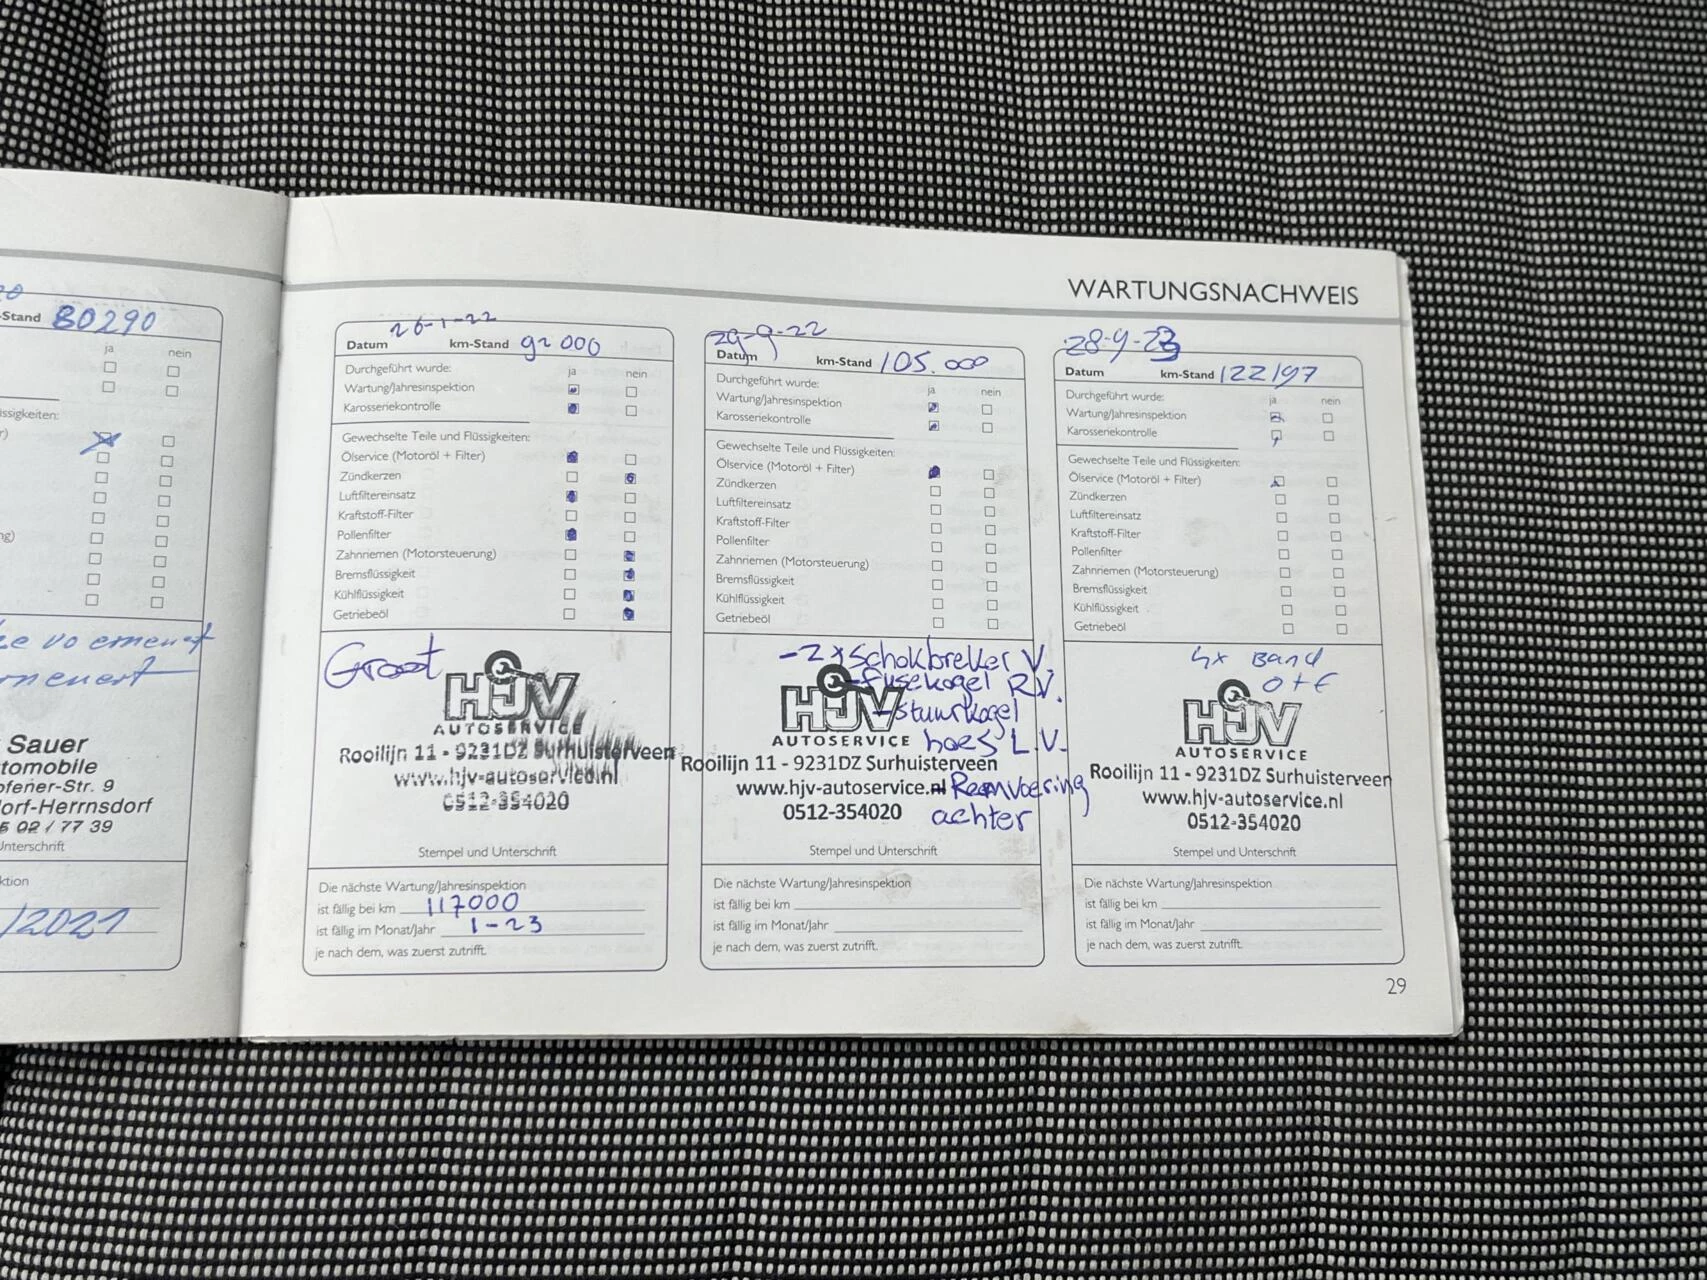 -Stand 80290
ja nein
ssigkeiten:
ce vo erneuert
rneuert
Sauer
tomobile
ofener-Str. 9
dorf-Herrnsdorf
5 02 / 77 39
Unterschrift
ktion
/2021
WARTUNGSNACHWEIS
26-1-22
Datum km-Stand 92 000
Durchgeführt wurde: ja nein
Wartung/Jahresinspektion
Karosseriekontrolle
Gewechselte Teile und Flüssigkeiten:
Ölservice (Motoröl + Filter)
Zündkerzen
Luftfiltereinsatz
Kraftstoff-Filter
Pollenfilter
Zahnriemen (Motorsteuerung)
Bremsflüssigkeit
Kühlflüssigkeit
Getriebeöl
Groot
HJV
AUTOSERVICE
Rooilijn 11 - 9231DZ Surhuisterveen
www.hjv-autoservice.nl
0512-354020
Stempel und Unterschrift
Die nächste Wartung/Jahresinspektion
ist fällig bei km 117000
ist fällig im Monat/Jahr 1-23
je nach dem, was zuerst zutrifft.
29-9-22
Datum km-Stand 105.000
Durchgeführt wurde: ja nein
Wartung/Jahresinspektion
Karosseriekontrolle
Gewechselte Teile und Flüssigkeiten:
Ölservice (Motoröl + Filter)
Zündkerzen
Luftfiltereinsatz
Kraftstoff-Filter
Pollenfilter
Zahnriemen (Motorsteuerung)
Bremsflüssigkeit
Kühlflüssigkeit
Getriebeöl
-2x Schokbreker V.
-fusekogel R.V.
-stuurkogel
hoes L.V.
Remvoering
achter
HJV
AUTOSERVICE
Rooilijn 11 - 9231DZ Surhuisterveen
www.hjv-autoservice.nl
0512-354020
Stempel und Unterschrift
Die nächste Wartung/Jahresinspektion
ist fällig bei km
ist fällig im Monat/Jahr
je nach dem, was zuerst zutrifft.
28-9-23
Datum km-Stand 122197
Durchgeführt wurde: ja nein
Wartung/Jahresinspektion
Karosseriekontrolle
Gewechselte Teile und Flüssigkeiten:
Ölservice (Motoröl + Filter)
Zündkerzen
Luftfiltereinsatz
Kraftstoff-Filter
Pollenfilter
Zahnriemen (Motorsteuerung)
Bremsflüssigkeit
Kühlflüssigkeit
Getriebeöl
4x Band
O+F
HJV
AUTOSERVICE
Rooilijn 11 - 9231DZ Surhuisterveen
www.hjv-autoservice.nl
0512-354020
Stempel und Unterschrift
Die nächste Wartung/Jahresinspektion
ist fällig bei km
ist fällig im Monat/Jahr
je nach dem, was zuerst zutrifft.
29